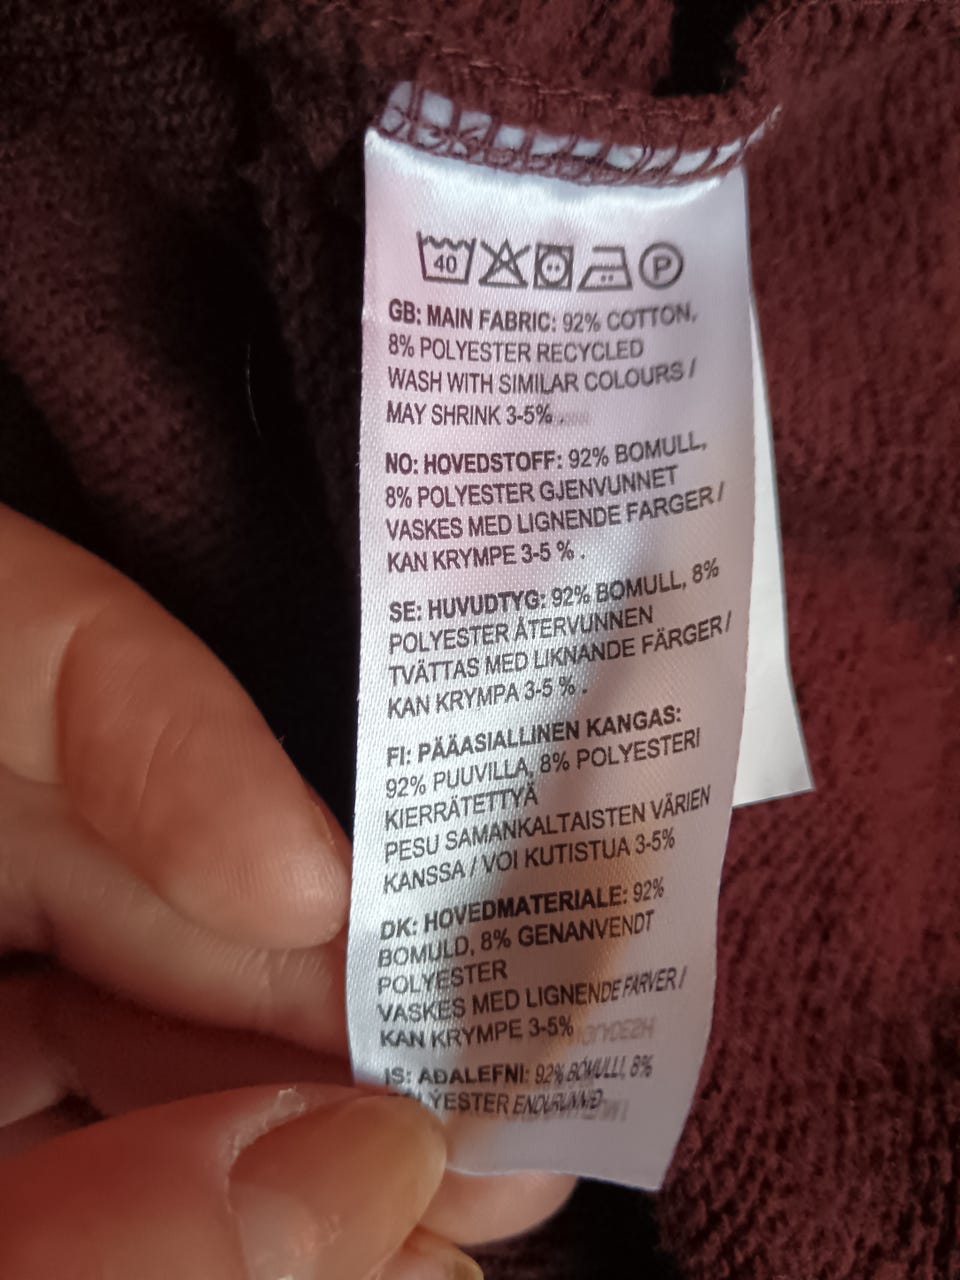 40 P
GB: MAIN FABRIC: 92% COTTON,
8% POLYESTER RECYCLED
WASH WITH SIMILAR COLOURS /
MAY SHRINK 3-5% .
NO: HOVEDSTOFF: 92% BOMULL,
8% POLYESTER GJENVUNNET
VASKES MED LIGNENDE FARGER /
KAN KRYMPE 3-5 % .
SE: HUVUDTYG: 92% BOMULL, 8%
POLYESTER ÅTERVUNNEN
TVÄTTAS MED LIKNANDE FÄRGER /
KAN KRYMPA 3-5 % .
FI: PÄÄASIALLINEN KANGAS:
92% PUUVILLA, 8% POLYESTERI
KIERRÄTETTYÄ
PESU SAMANKALTAISTEN VÄRIEN
KANSSA / VOI KUTISTUA 3-5%
DK: HOVEDMATERIALE: 92%
BOMULD, 8% GENANVENDT
POLYESTER
VASKES MED LIGNENDE FARVER /
KAN KRYMPE 3-5%
IS: AÐALEFNI: 92% BÓMULL, 8%